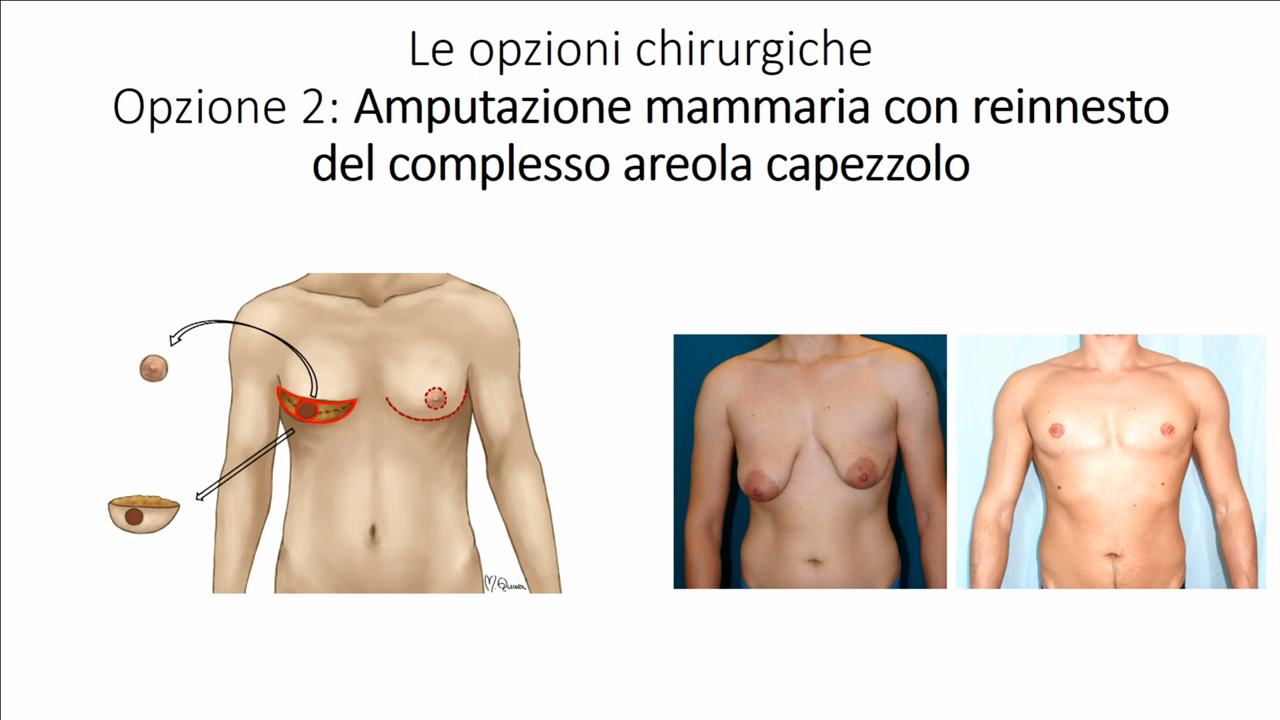 Le opzioni chirurgiche
Opzione 2: Amputazione mammaria con reinnesto
del complesso areola capezzolo